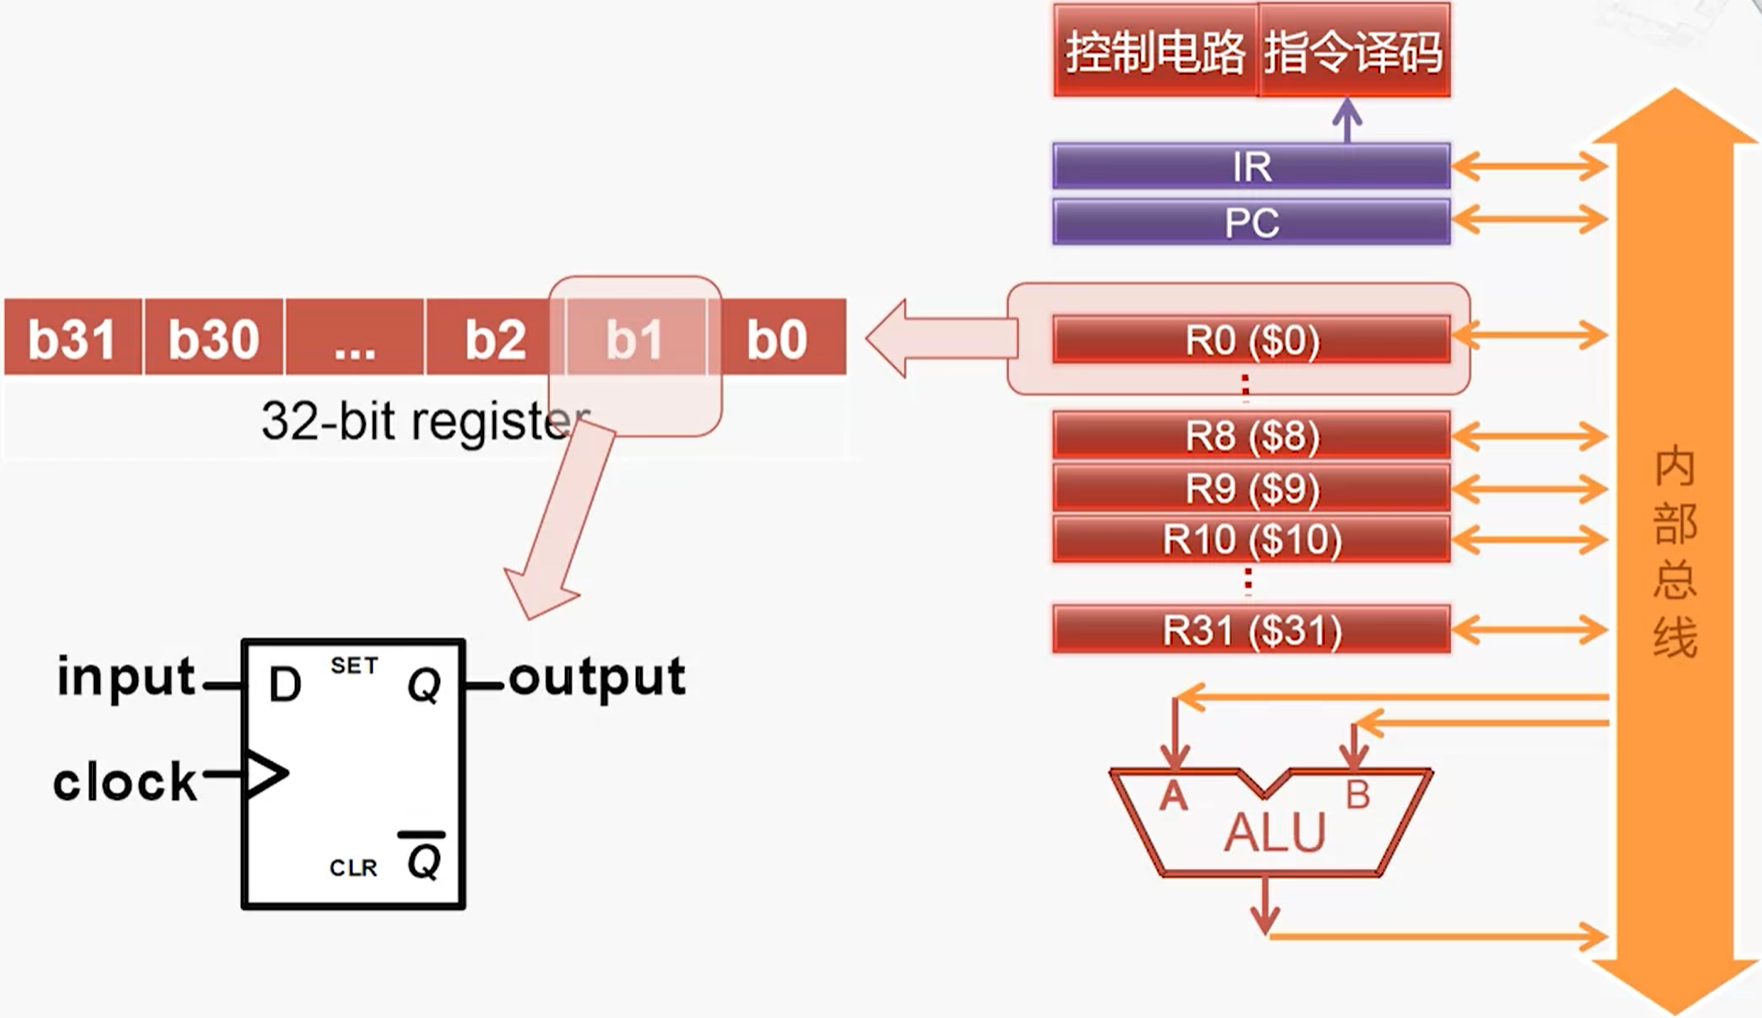 控制电路 指令译码
IR
PC
b31 b30 ... b2 b1 b0
32-bit register
R0 ($0)
R8 ($8)
R9 ($9)
R10 ($10)
R31 ($31)
内部总线
input D SET Q output
clock
CLR Q̅
A B
ALU